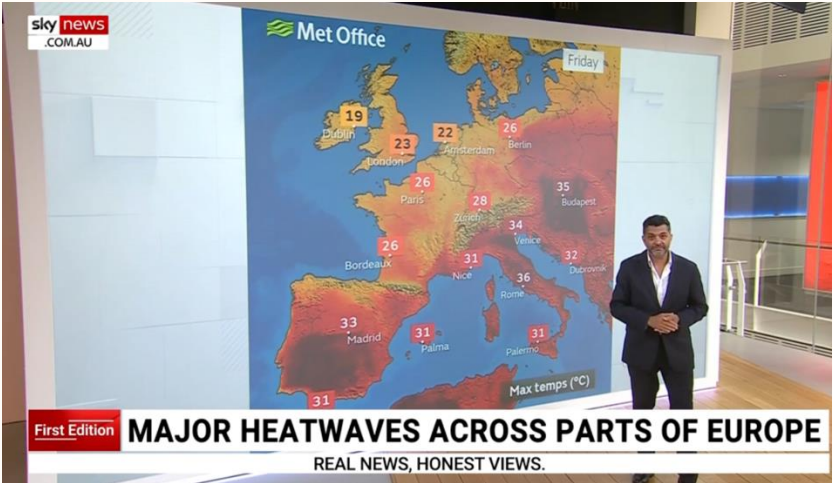 sky news
.COM.AU
Met Office
Friday
19
Dublin
23
London
22
Amsterdam
26
Berlin
26
Paris
28
Zurich
35
Budapest
34
Venice
26
Bordeaux
31
Nice
32
Dubrovnik
36
Rome
33
Madrid
31
Palma
31
Palermo
31
Max temps (°C)
First Edition
MAJOR HEATWAVES ACROSS PARTS OF EUROPE
REAL NEWS, HONEST VIEWS.